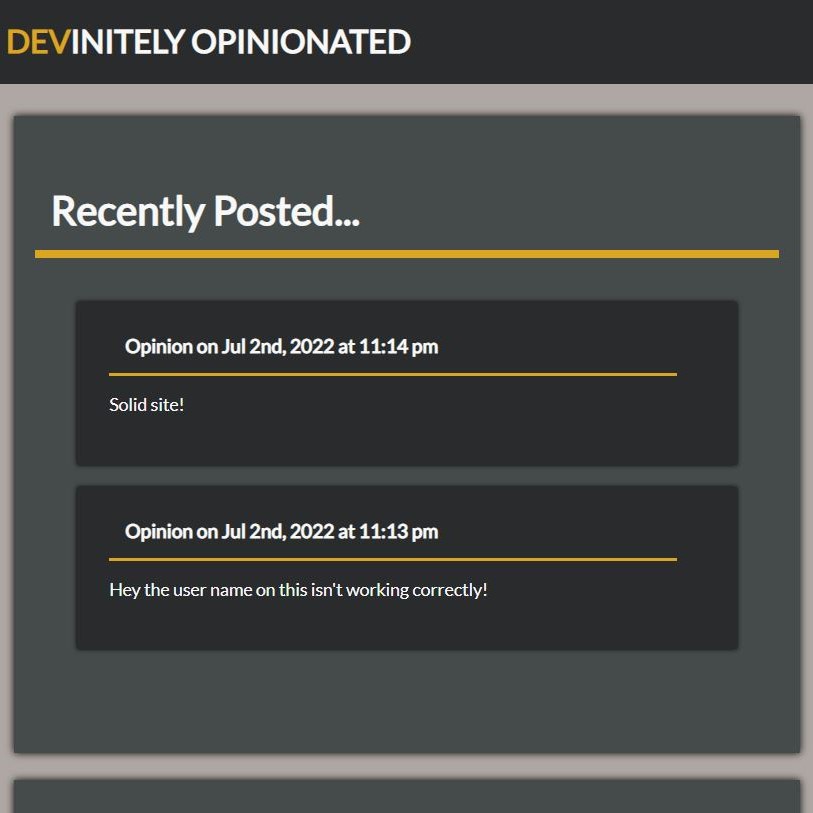 DEVINITELY OPINIONATED
Recently Posted...
Opinion on Jul 2nd, 2022 at 11:14 pm
Solid site!
Opinion on Jul 2nd, 2022 at 11:13 pm
Hey the user name on this isn't working correctly!